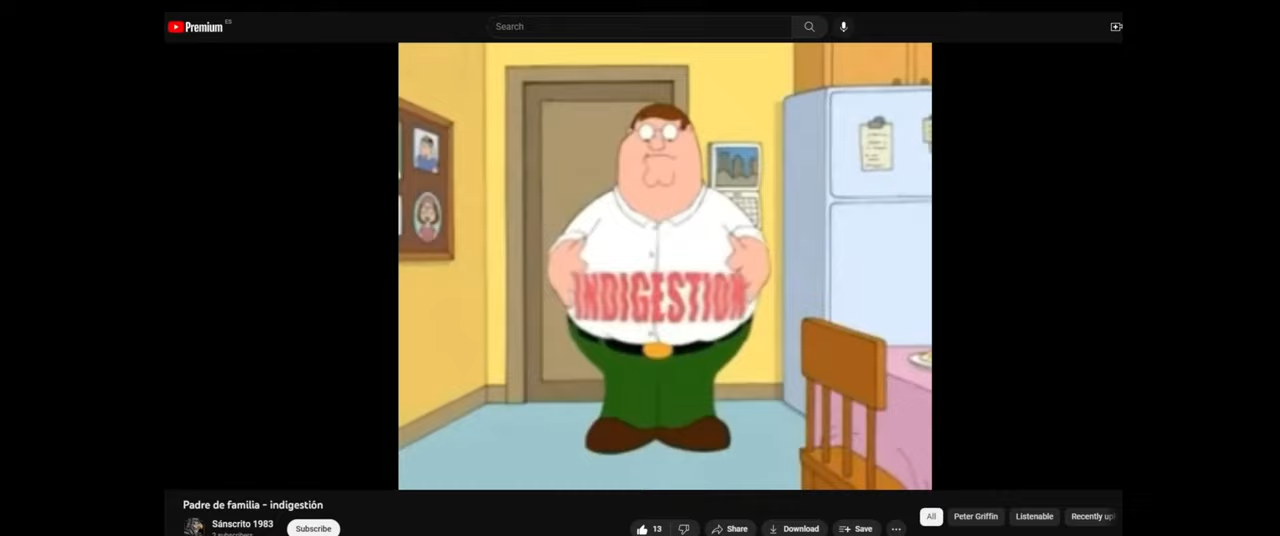 Premium ES
Search
INDIGESTION
Padre de familia - indigestión
Sánscrito 1983
Subscribe
13
Share
Download
Save
All
Peter Griffin
Listenable
Recently upl